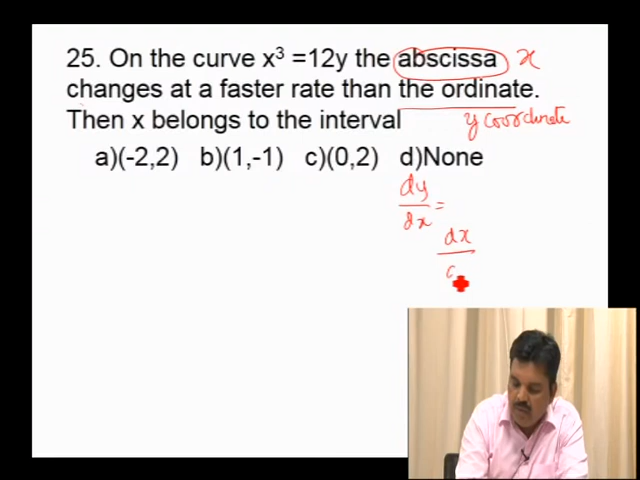 25. On the curve x³ =12y the abscissa x
changes at a faster rate than the ordinate.
Then x belongs to the interval y coordinate
a)(-2,2) b)(1,-1) c)(0,2) d)None
dy
dx =
dx